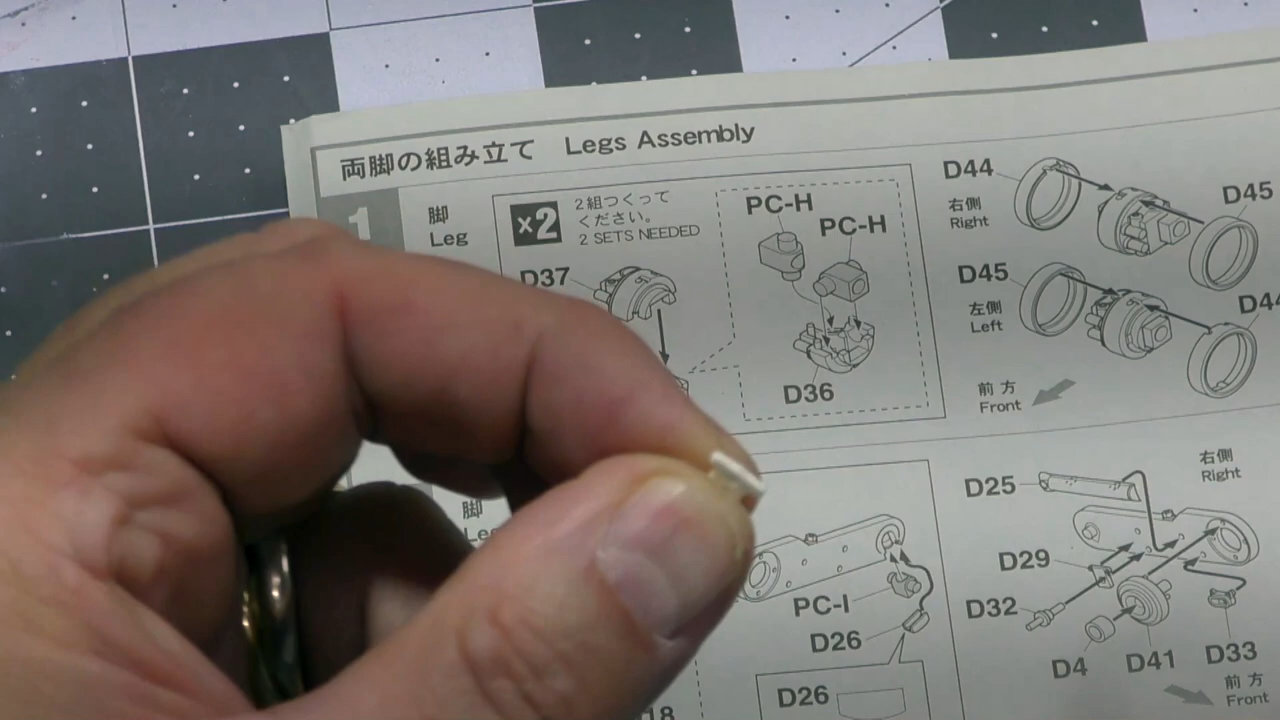 両脚の組み立て Legs Assembly
1
脚
Leg
×2
2組つくって
ください。
2 SETS NEEDED
D37
PC-H
PC-H
D36
D44
右側
Right
D45
D45
左側
Left
D44
前方
Front
脚
PC-I
D26
D26
18
D25
右側
Right
D29
D32
D4
D41
D33
前方
Front